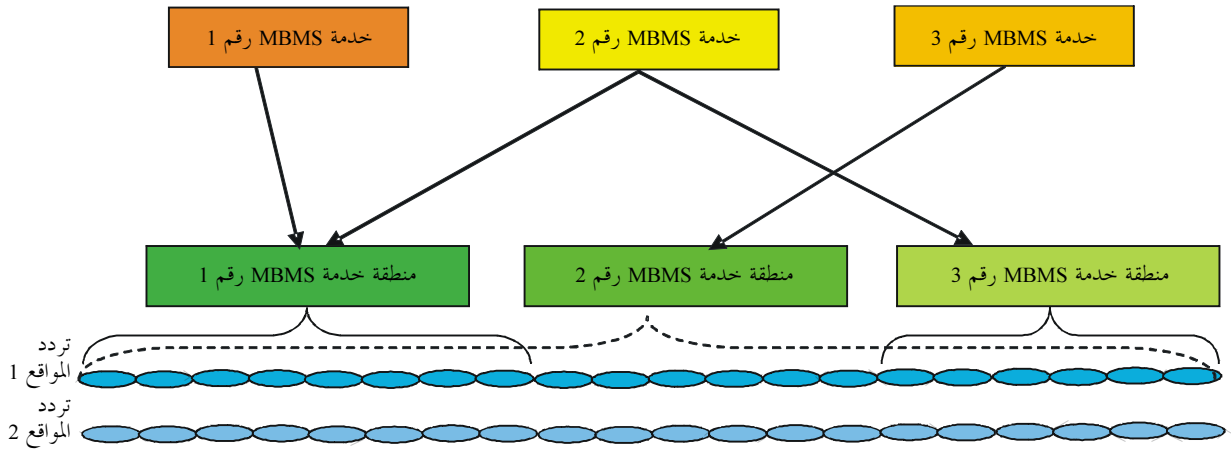 خدمة MBMS رقم 1
خدمة MBMS رقم 2
خدمة MBMS رقم 3
منطقة خدمة MBMS رقم 1
منطقة خدمة MBMS رقم 2
منطقة خدمة MBMS رقم 3
تردد
المواقع 1
تردد
المواقع 2